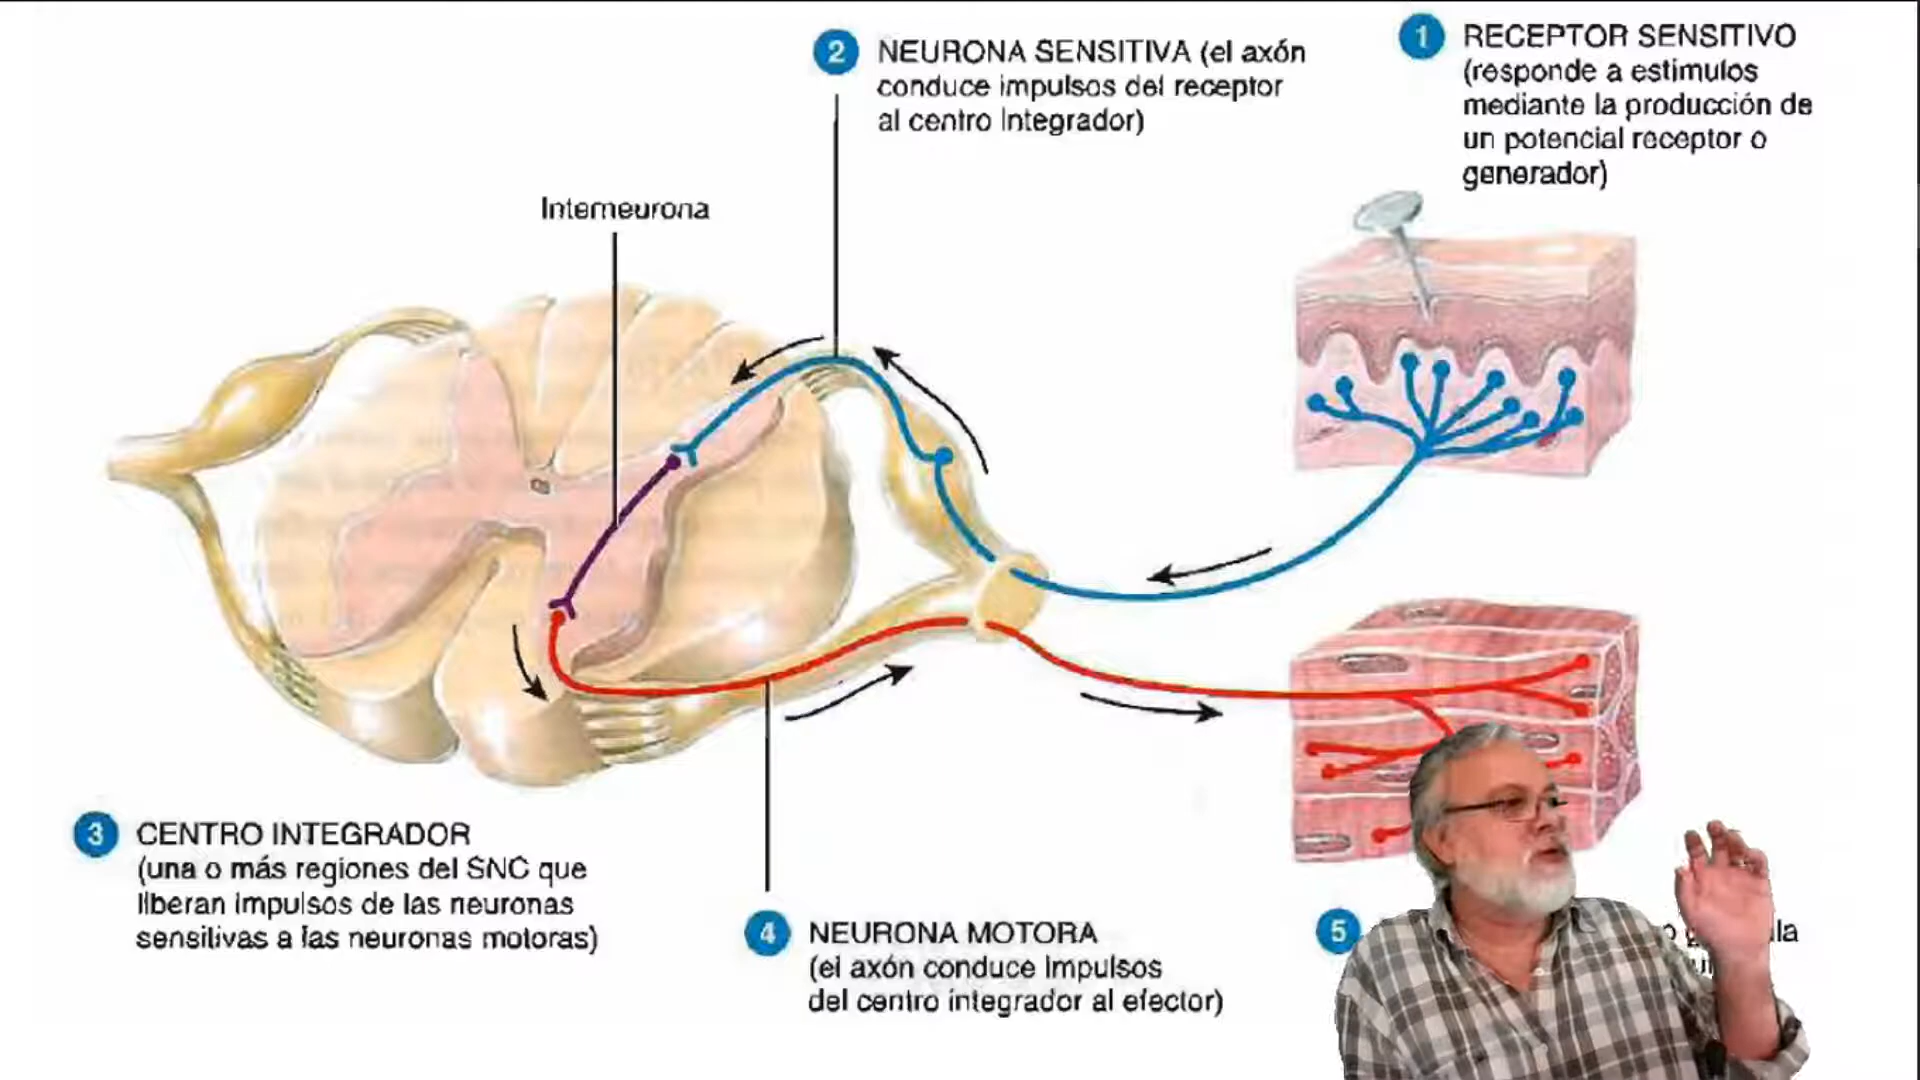 2 NEURONA SENSITIVA (el axón
conduce impulsos del receptor
al centro integrador)
1 RECEPTOR SENSITIVO
(responde a estimulos
mediante la producción de
un potencial receptor o
generador)
Interneurona
3 CENTRO INTEGRADOR
(una o más regiones del SNC que
liberan impulsos de las neuronas
sensitivas a las neuronas motoras)
4 NEURONA MOTORA
(el axón conduce impulsos
del centro integrador al efector)
5